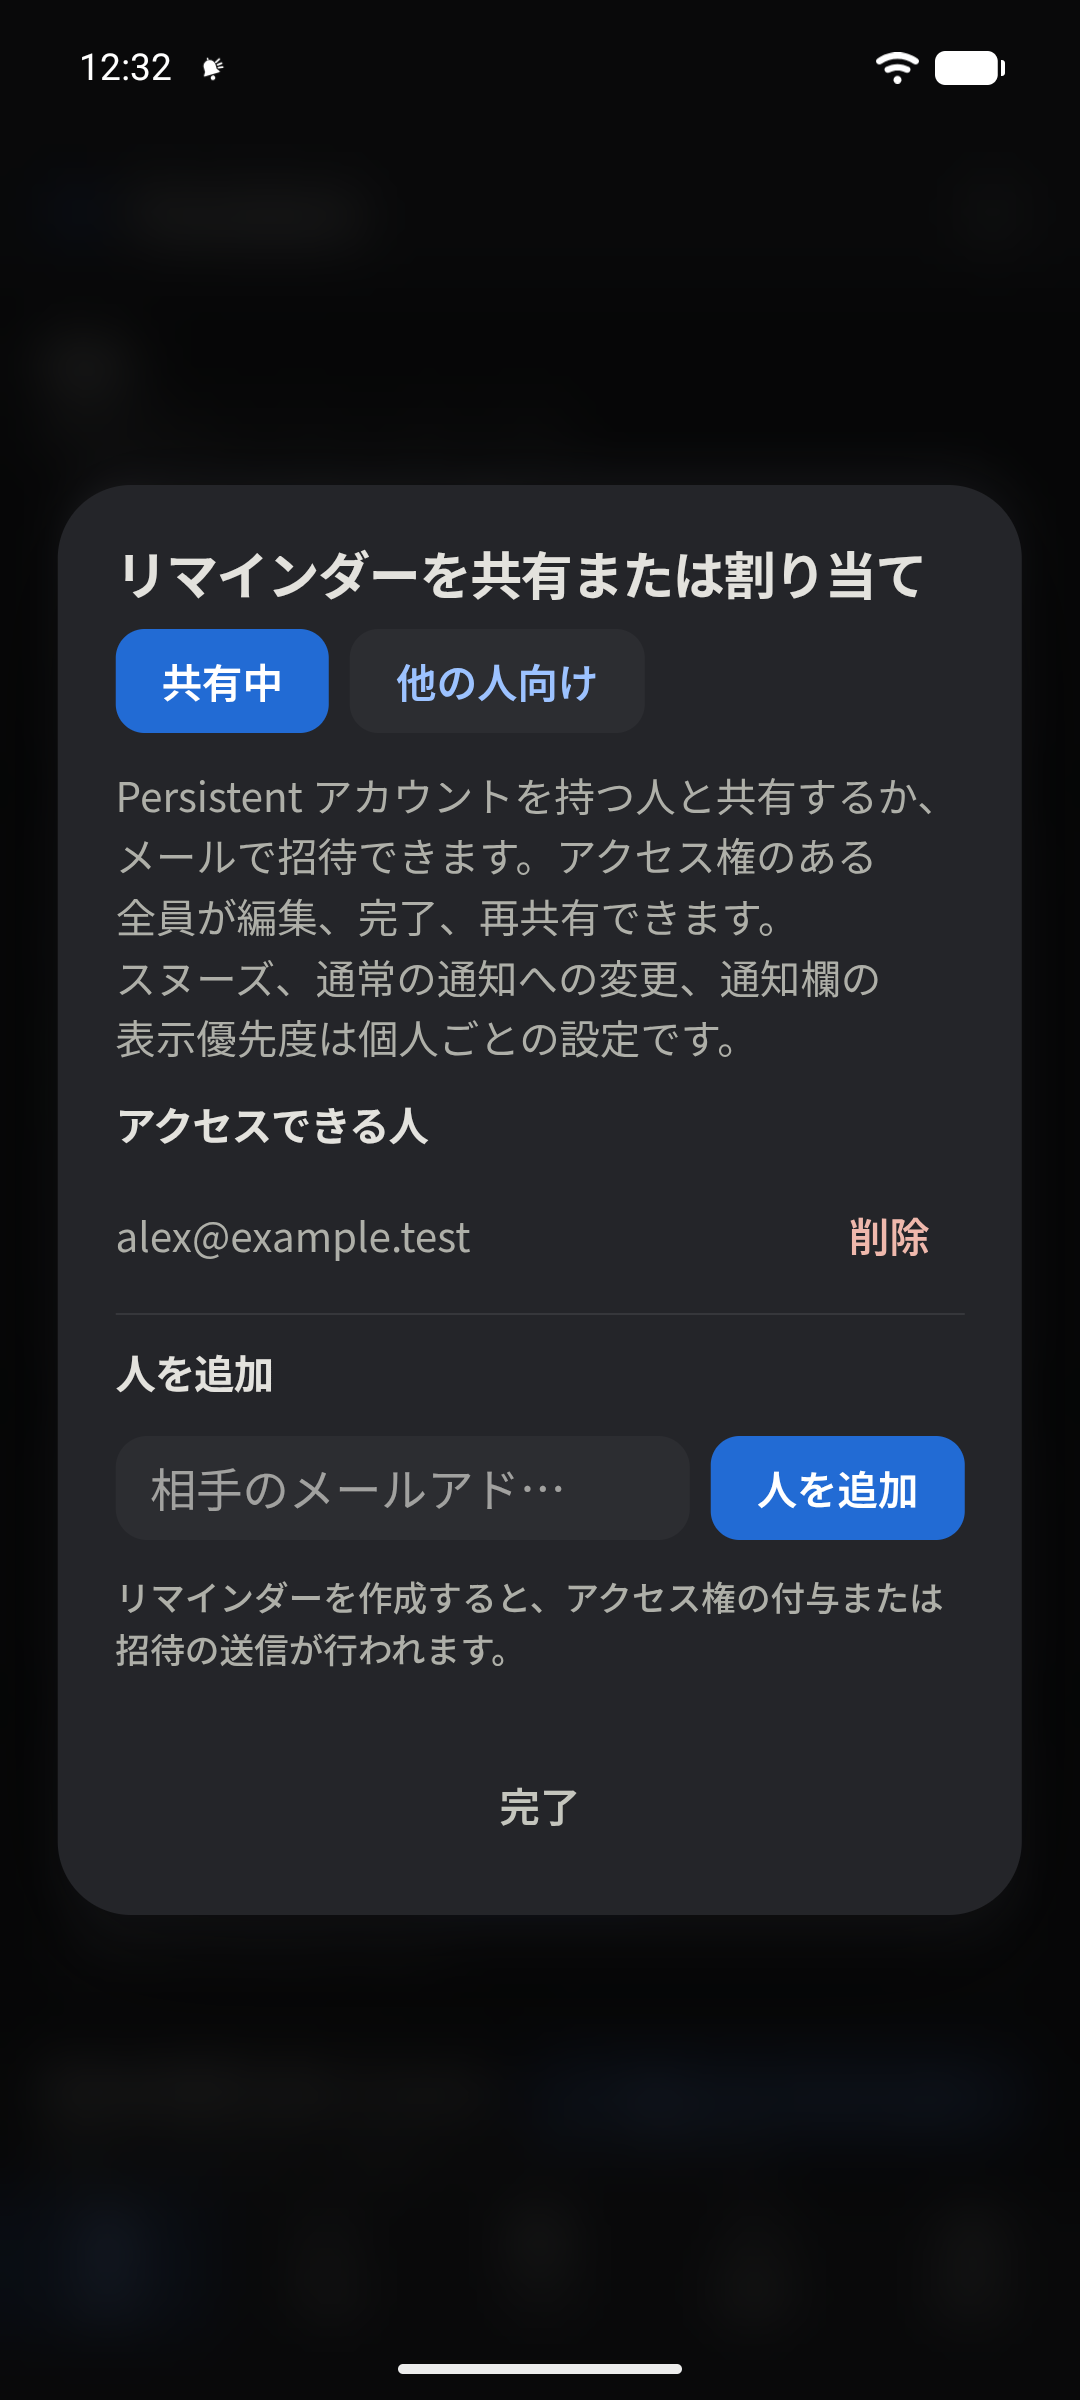 12:32
リマインダーを共有または割り当て
共有中
他の人向け
Persistent アカウントを持つ人と共有するか、
メールで招待できます。アクセス権のある
全員が編集、完了、再共有できます。
スヌーズ、通常の通知への変更、通知欄の
表示優先度は個人ごとの設定です。
アクセスできる人
alex@example.test
削除
人を追加
相手のメールアド…
人を追加
リマインダーを作成すると、アクセス権の付与または
招待の送信が行われます。
完了